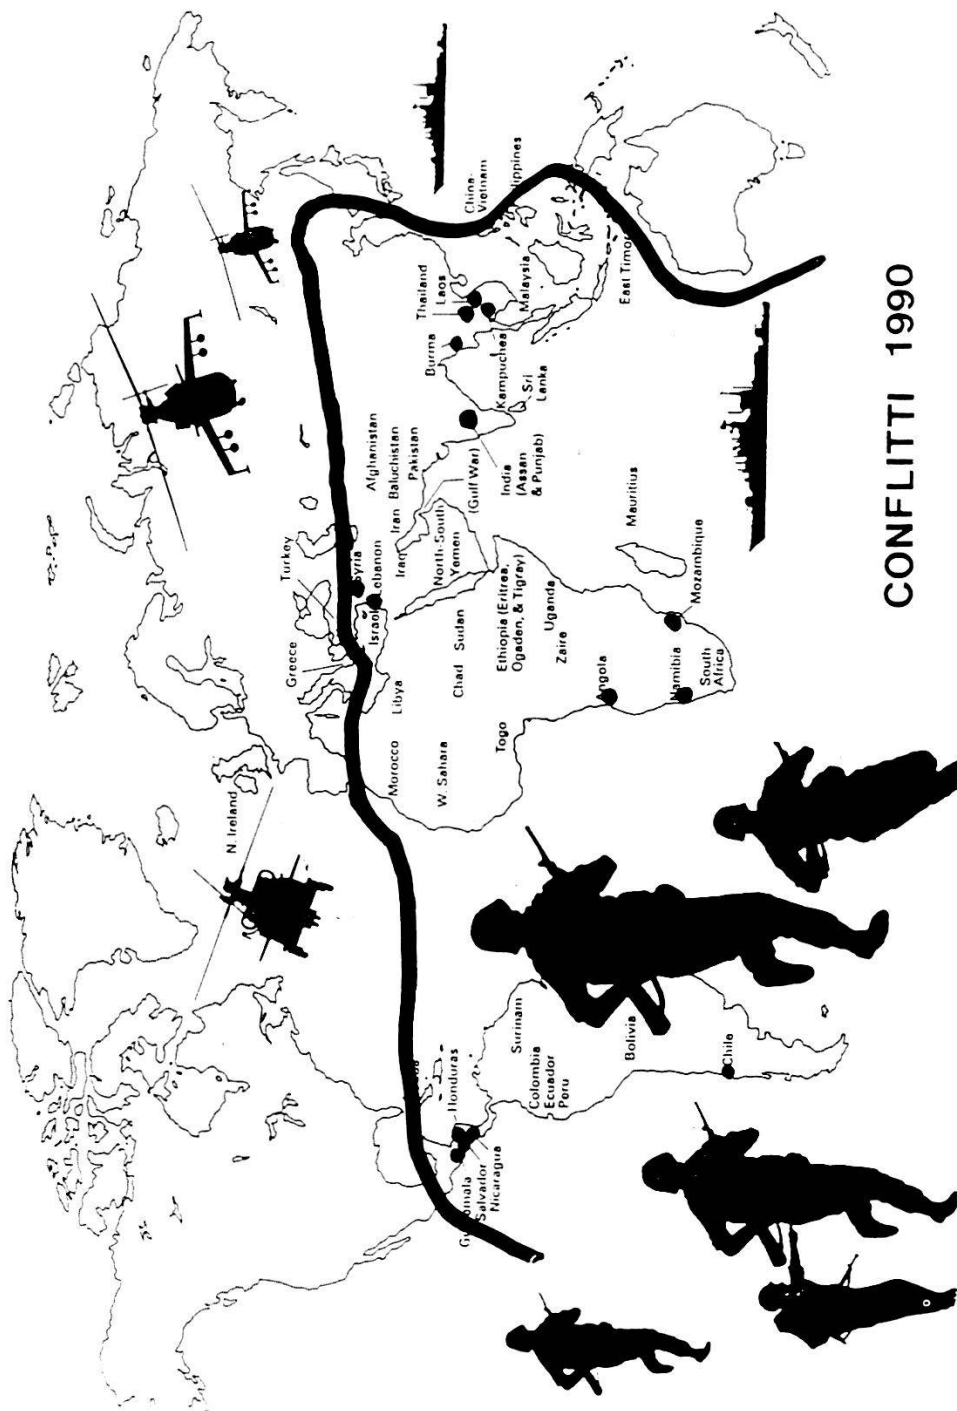 N. Ireland
Greece
Turkey
Syria
Lebanon
Israel
Iraq
Iran
Baluchistan
Pakistan
Afghanistan
(Gulf War)
North-South
Yemen
Libya
Morocco
W. Sahara
Chad
Sudan
Ethiopia (Eritrea,
Ogaden, & Tigray)
Togo
Uganda
Zaire
Angola
Namibia
South
Africa
Mozambique
Mauritius
India
(Assan
& Punjab)
Sri
Lanka
Burma
Thailand
Laos
Kampuchea
Malaysia
China-
Vietnam
East Timor
Honduras
Salvador
Nicaragua
Surinam
Colombia
Ecuador
Peru
Bolivia
Chile
CONFLITTI 1990